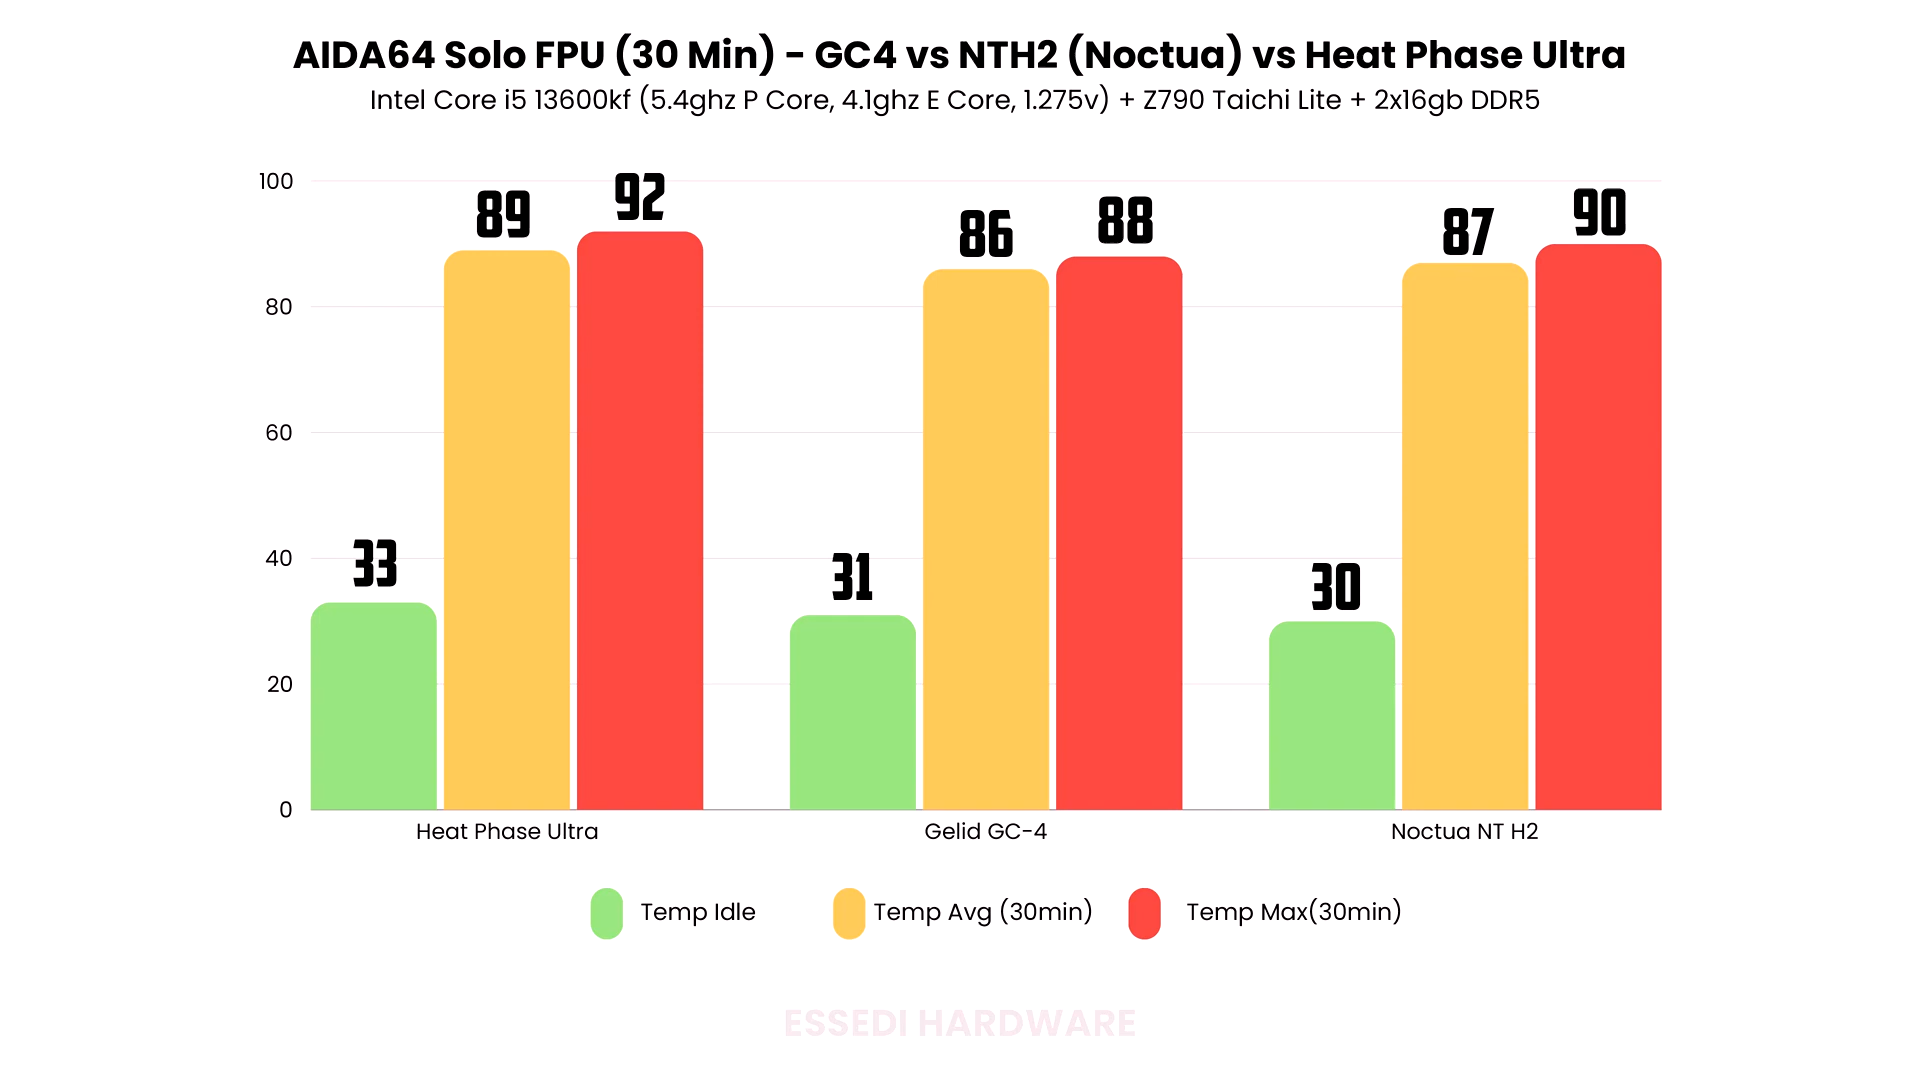 AIDA64 Solo FPU (30 Min) - GC4 vs NTH2 (Noctua) vs Heat Phase Ultra
Intel Core i5 13600kf (5.4ghz P Core, 4.1ghz E Core, 1.275v) + Z790 Taichi Lite + 2x16gb DDR5
100
80
60
40
20
0
33
89
92
31
86
88
30
87
90
Heat Phase Ultra
Gelid GC-4
Noctua NT H2
Temp Idle
Temp Avg (30min)
Temp Max(30min)
ESSEDI HARDWARE